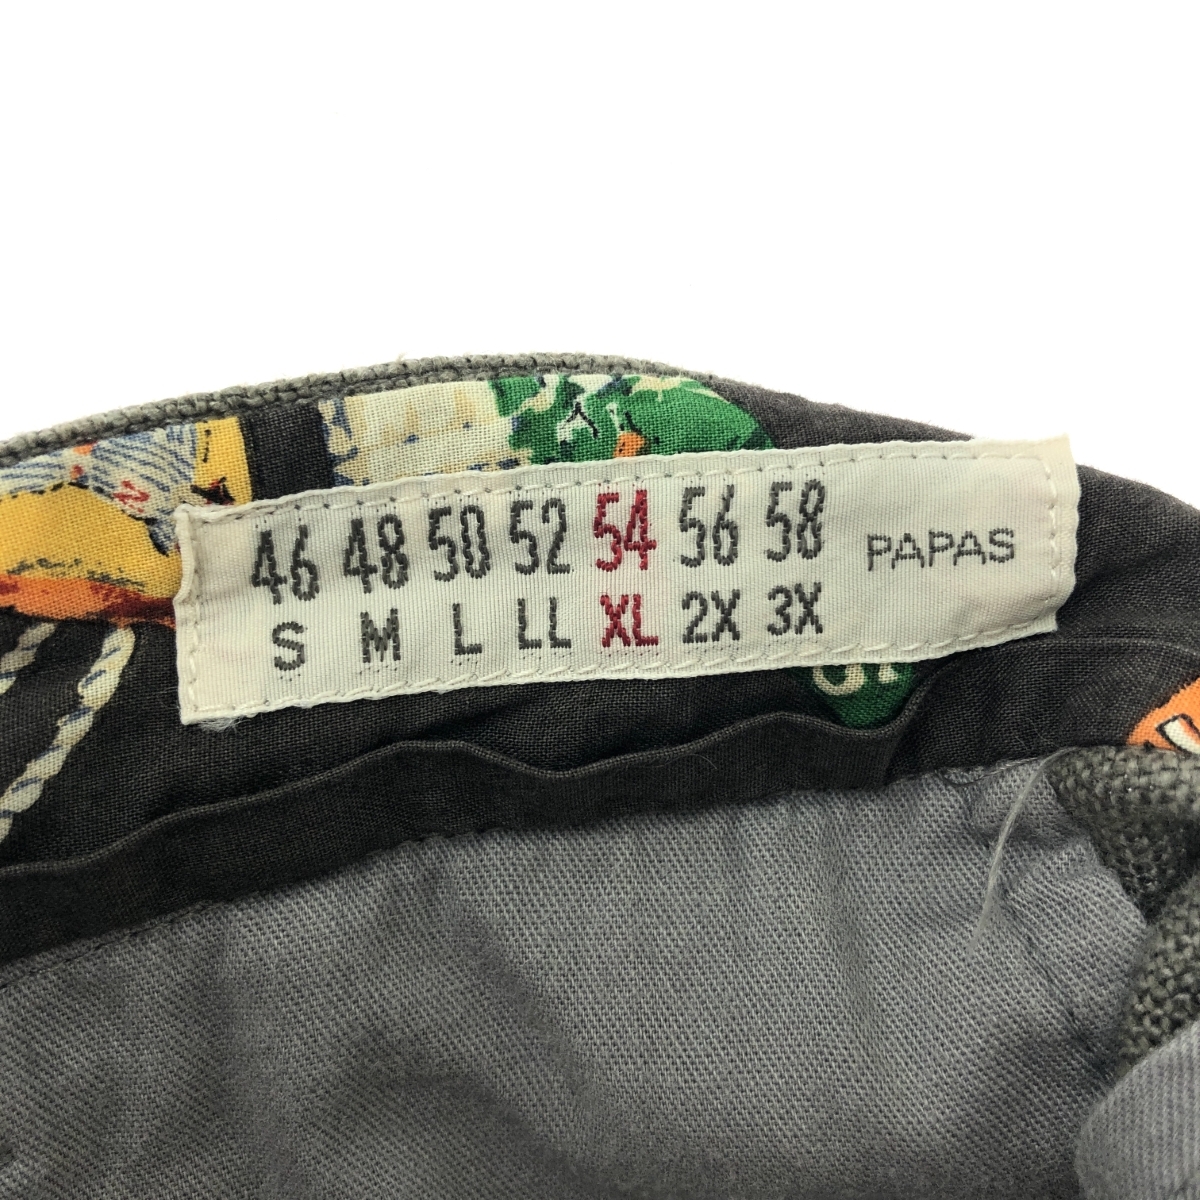 46 48 50 52 54 56 58 PAPAS
S M L LL XL 2X 3X